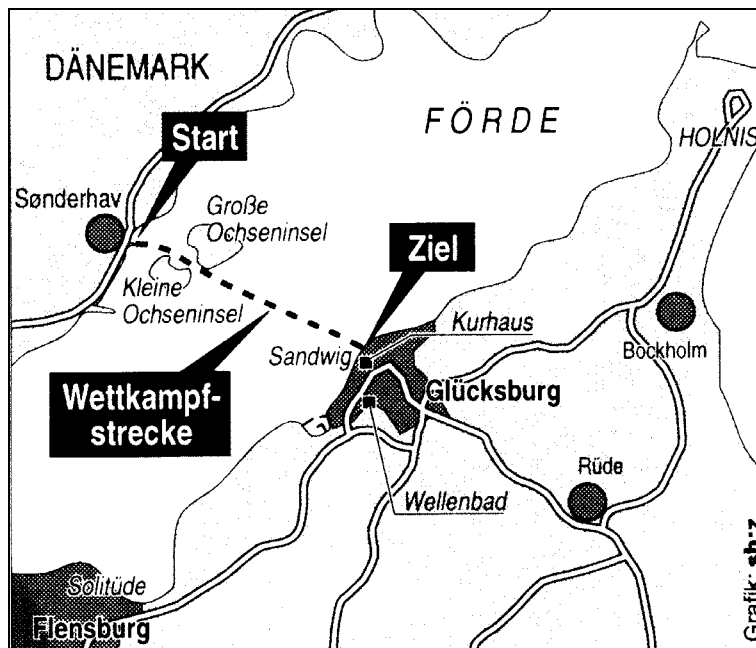 DÄNEMARK
FÖRDE
Start
HOLNIS
Sønderhav
Große
Ochseninsel
Ziel
Kleine
Ochseninsel
Kurhaus
Sandwig
Bockholm
Wettkampf-
strecke
Glücksburg
Rüde
Wellenbad
Solitüde
Flensburg
Grafik: sh:z